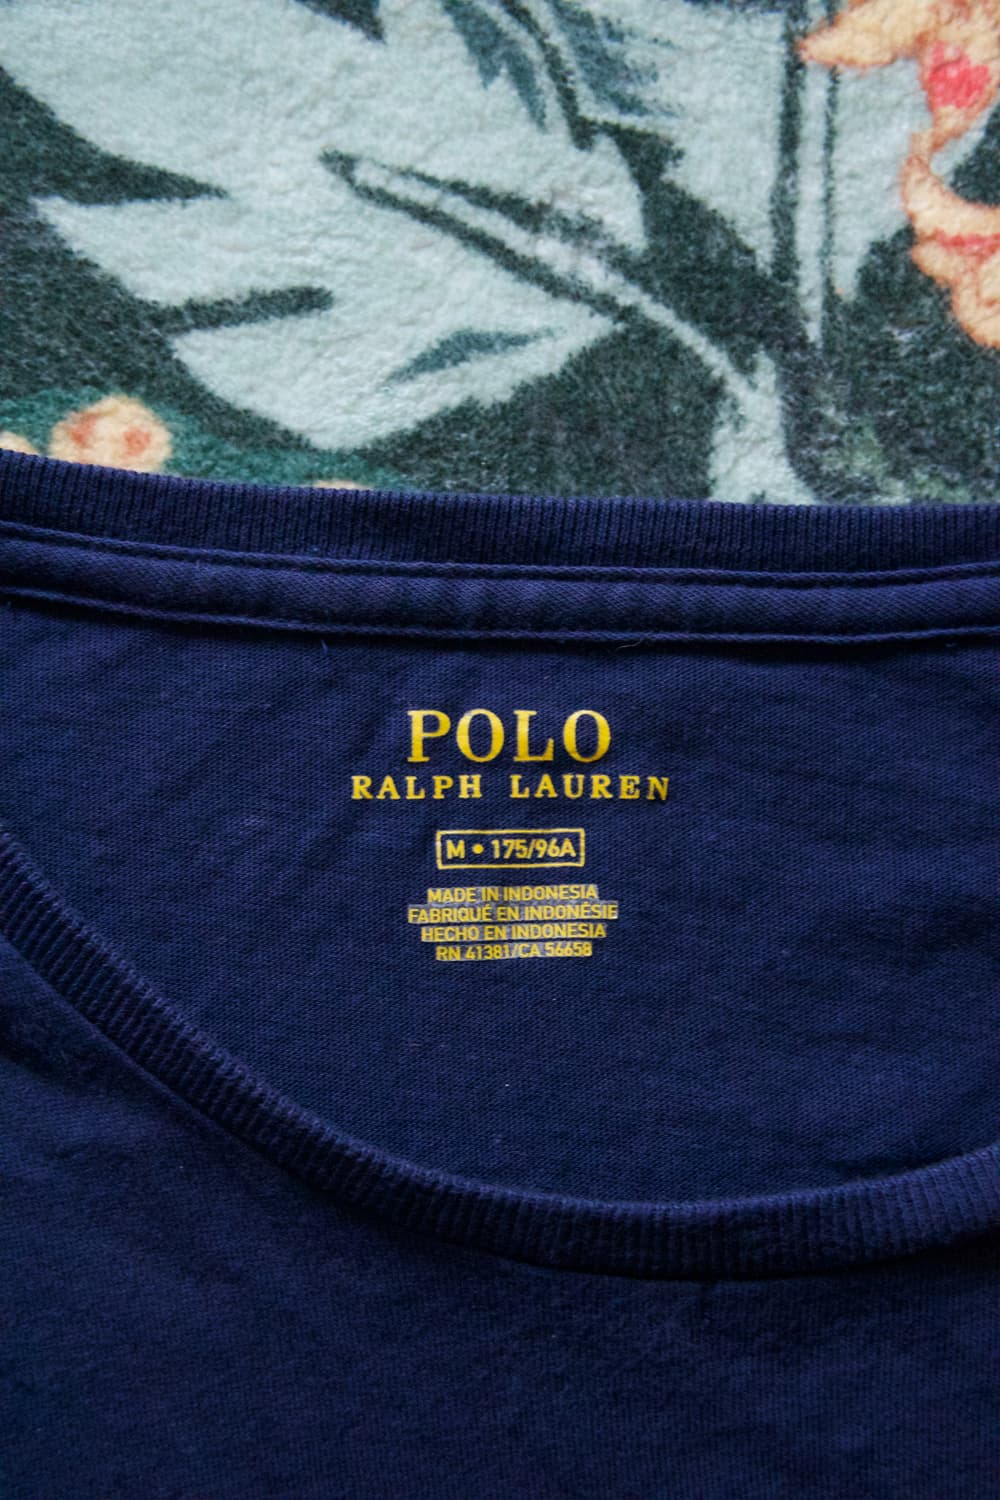 POLO
RALPH LAUREN
M • 175/96A
MADE IN INDONESIA
FABRIQUÉ EN INDONÉSIE
HECHO EN INDONESIA
RN 41381/CA 56658